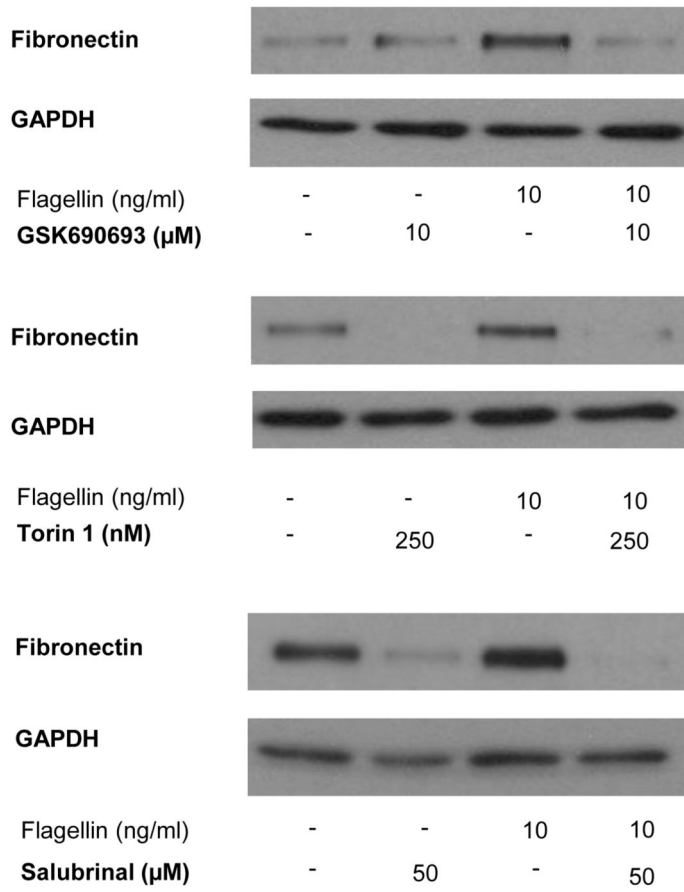 Fibronectin
GAPDH
Flagellin (ng/ml) - - 10 10
GSK690693 (µM) - 10 - 10
Fibronectin
GAPDH
Flagellin (ng/ml) - - 10 10
Torin 1 (nM) - 250 - 250
Fibronectin
GAPDH
Flagellin (ng/ml) - - 10 10
Salubrinal (µM) - 50 - 50